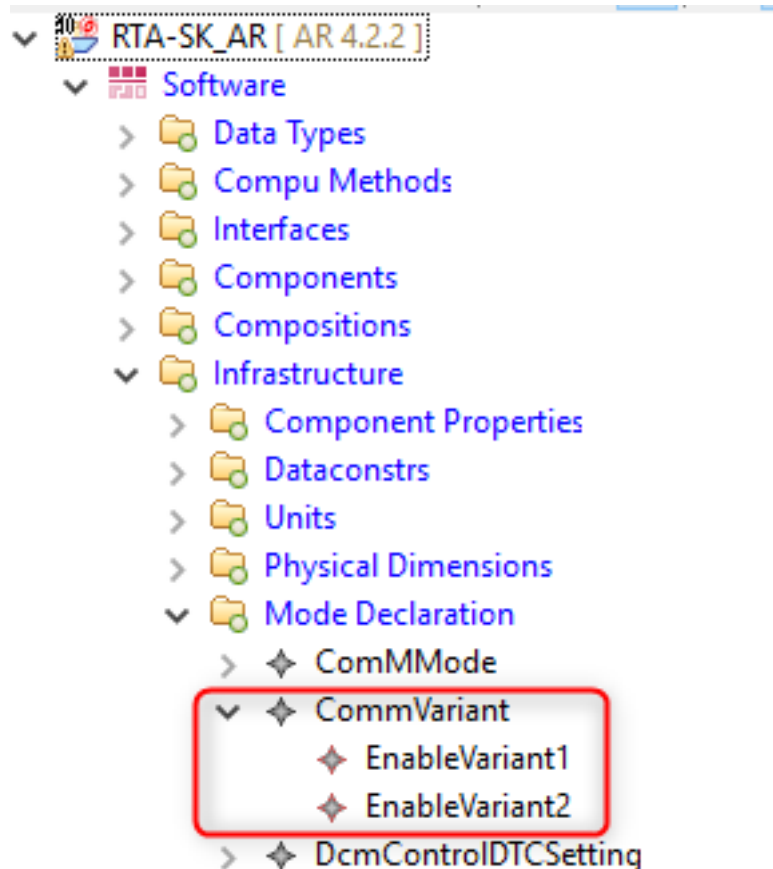 RTA-SK_AR [ AR 4.2.2 ]
Software
Data Types
Compu Methods
Interfaces
Components
Compositions
Infrastructure
Component Properties
Dataconstrs
Units
Physical Dimensions
Mode Declaration
ComMMode
CommVariant
EnableVariant1
EnableVariant2
DcmControlDTCSetting